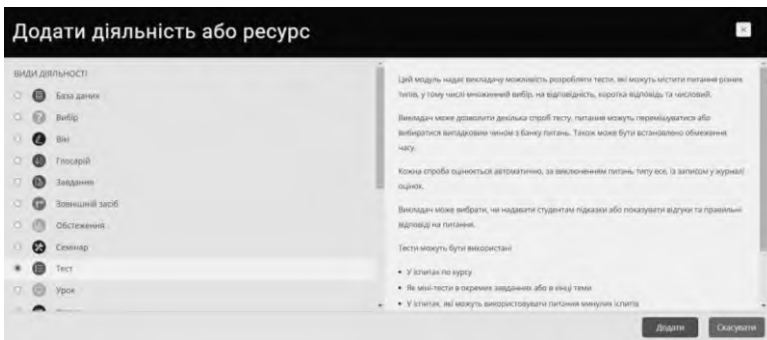 Додати діяльність або ресурс
ВИДИ ДІЯЛЬНОСТІ
База даних
Вибір
Вікі
Глосарій
Завдання
Зовнішній засіб
Обстеження
Семінар
Тест
Урок
Цей модуль надає викладачу можливість розробляти тести, які можуть містити питання різних
типів, у тому числі множинний вибір, на відповідність, коротка відповідь та числовий.
Викладач може дозволити декілька спроб тесту, питання можуть перемішуватися або
вибиратися випадковим чином з банку питань. Також може бути встановлено обмеження
часу.
Кожна спроба оцінюється автоматично, за виключенням питань типу есе, із записом у журналі
оцінок.
Викладач може вибрати, чи надавати студентам підказки або показувати відгуки та правильні
відповіді на питання.
Тести можуть бути використані
• У іспитах по курсу
• Як міні-тести в окремих завданнях або в кінці теми
• У іспитах, які можуть використовувати питання минулих іспитів
Додати
Скасувати